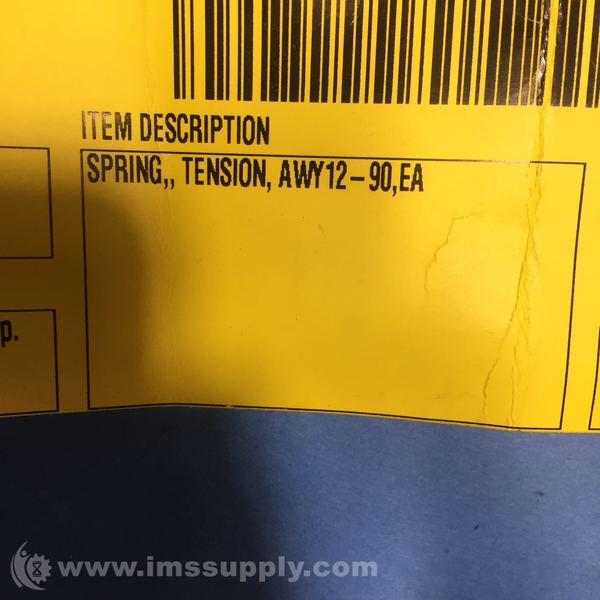 ITEM DESCRIPTION
SPRING,, TENSION, AWY12-90,EA
p.
www.imssupply.com